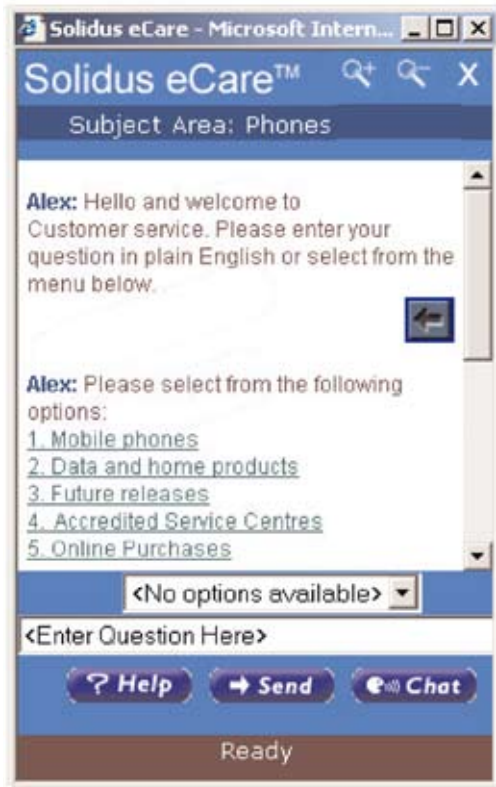 Solidus eCare - Microsoft Intern...
Solidus eCare™
Subject Area: Phones
Alex: Hello and welcome to
Customer service. Please enter your
question in plain English or select from the
menu below.
Alex: Please select from the following
options:
1. Mobile phones
2. Data and home products
3. Future releases
4. Accredited Service Centres
5. Online Purchases
<No options available>
<Enter Question Here>
? Help
Send
Chat
Ready